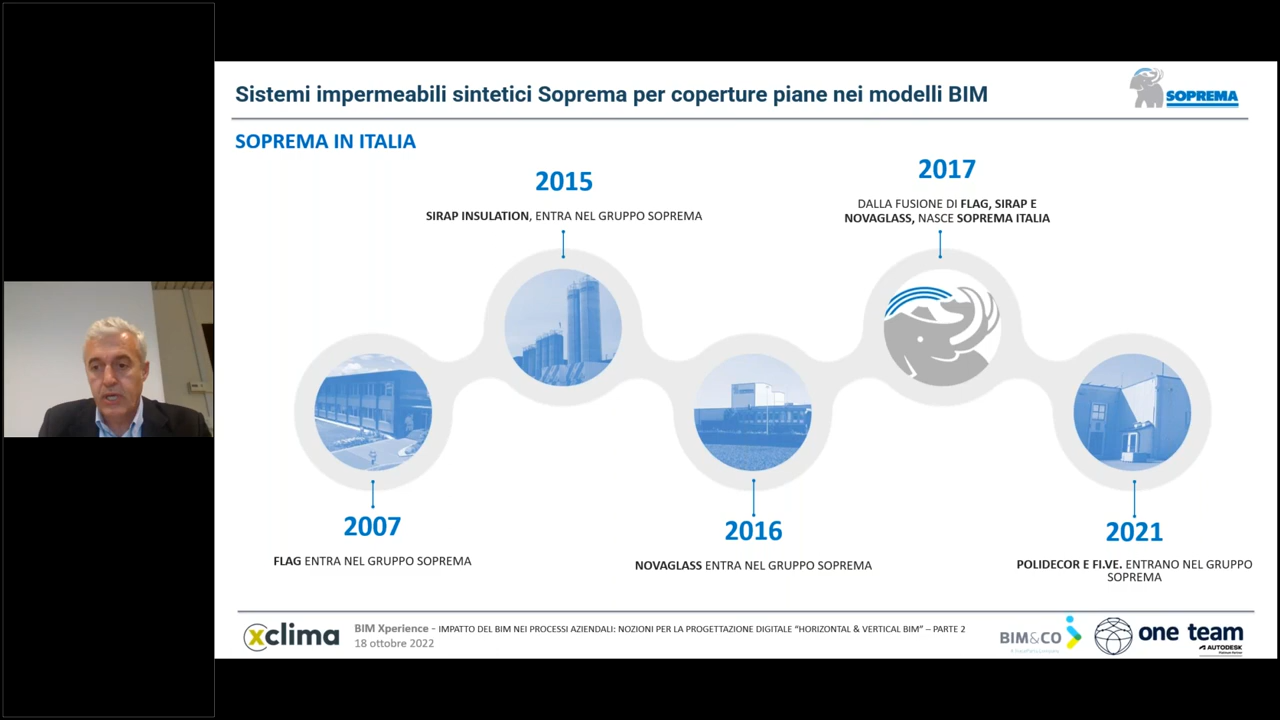 Sistemi impermeabili sintetici Soprema per coperture piane nei modelli BIM
SOPREMA
SOPREMA IN ITALIA
2015
SIRAP INSULATION, ENTRA NEL GRUPPO SOPREMA
2017
DALLA FUSIONE DI FLAG, SIRAP E
NOVAGLASS, NASCE SOPREMA ITALIA
2007
FLAG ENTRA NEL GRUPPO SOPREMA
2016
NOVAGLASS ENTRA NEL GRUPPO SOPREMA
2021
POLIDECOR E FI.VE. ENTRANO NEL GRUPPO
SOPREMA
xclima
BIM Xperience – IMPATTO DEL BIM NEI PROCESSI AZIENDALI: NOZIONI PER LA PROGETTAZIONE DIGITALE “HORIZONTAL & VERTICAL BIM” – PARTE 2
18 ottobre 2022
BIM&CO
one team
AUTODESK